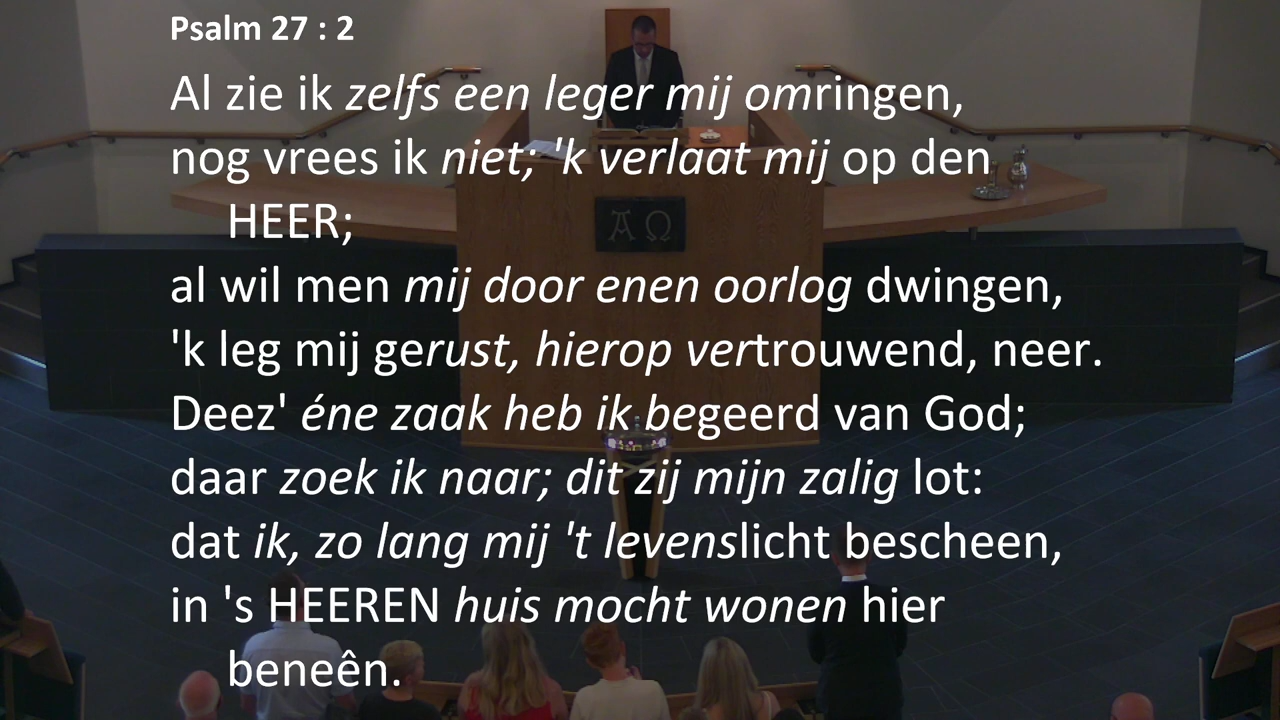 Psalm 27 : 2
Al zie ik zelfs een leger mij omringen,
nog vrees ik niet; 'k verlaat mij op den
HEER;
al wil men mij door enen oorlog dwingen,
'k leg mij gerust, hierop vertrouwend, neer.
Deez' éne zaak heb ik begeerd van God;
daar zoek ik naar; dit zij mijn zalig lot:
dat ik, zo lang mij 't levenslicht bescheen,
in 's HEEREN huis mocht wonen hier
beneên.
Α Ω